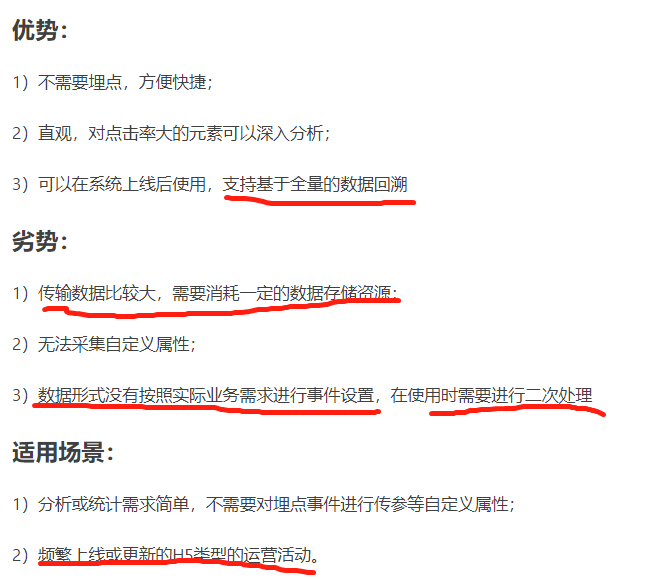 优势：
1）不需要埋点，方便快捷；
2）直观，对点击率大的元素可以深入分析；
3）可以在系统上线后使用，支持基于全量的数据回溯
劣势：
1）传输数据比较大，需要消耗一定的数据存储资源；
2）无法采集自定义属性；
3）数据形式没有按照实际业务需求进行事件设置，在使用时需要进行二次处理
适用场景：
1）分析或统计需求简单，不需要对埋点事件进行传参等自定义属性；
2）频繁上线或更新的H5类型的运营活动。